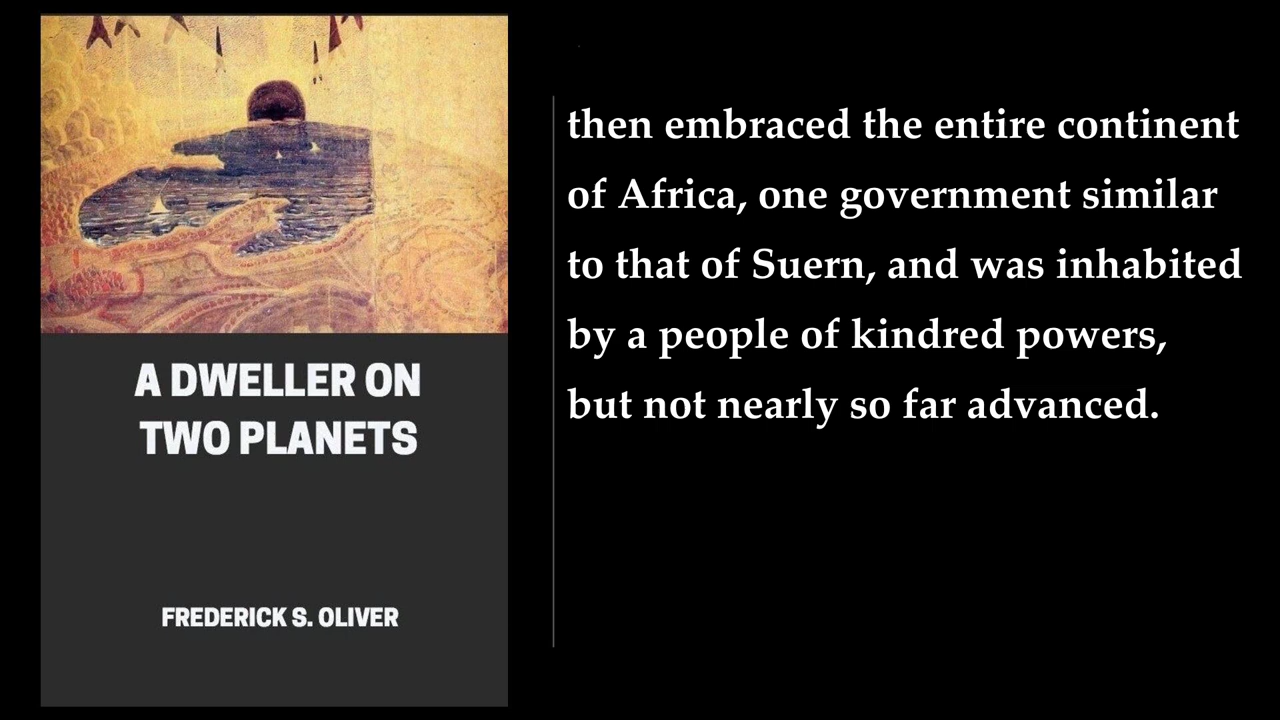 A DWELLER ON
TWO PLANETS
FREDERICK S. OLIVER
then embraced the entire continent
of Africa, one government similar
to that of Suern, and was inhabited
by a people of kindred powers,
but not nearly so far advanced.